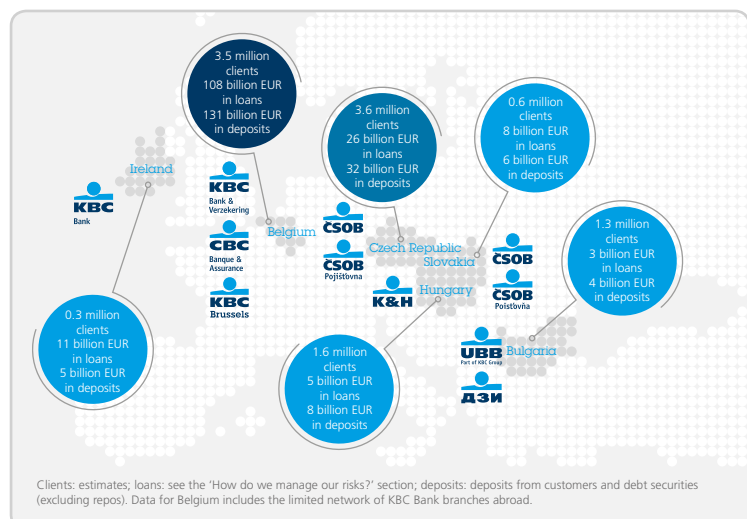 3.5 million
clients
108 billion EUR
in loans
131 billion EUR
in deposits
3.6 million
clients
26 billion EUR
in loans
32 billion EUR
in deposits
0.6 million
clients
8 billion EUR
in loans
6 billion EUR
in deposits
Ireland
KBC
Bank
KBC
Bank &
Verzekering
CBC
Banque &
Assurance
KBC
Brussels
Belgium
ČSOB
ČSOB
Pojišťovna
Czech Republic
Slovakia
Hungary
K&H
ČSOB
ČSOB
Poisťovňa
1.3 million
clients
3 billion EUR
in loans
4 billion EUR
in deposits
0.3 million
clients
11 billion EUR
in loans
5 billion EUR
in deposits
1.6 million
clients
5 billion EUR
in loans
8 billion EUR
in deposits
UBB
Part of KBC Group
Bulgaria
ДЗИ
Clients: estimates; loans: see the ‘How do we manage our risks?’ section; deposits: deposits from customers and debt securities
(excluding repos). Data for Belgium includes the limited network of KBC Bank branches abroad.